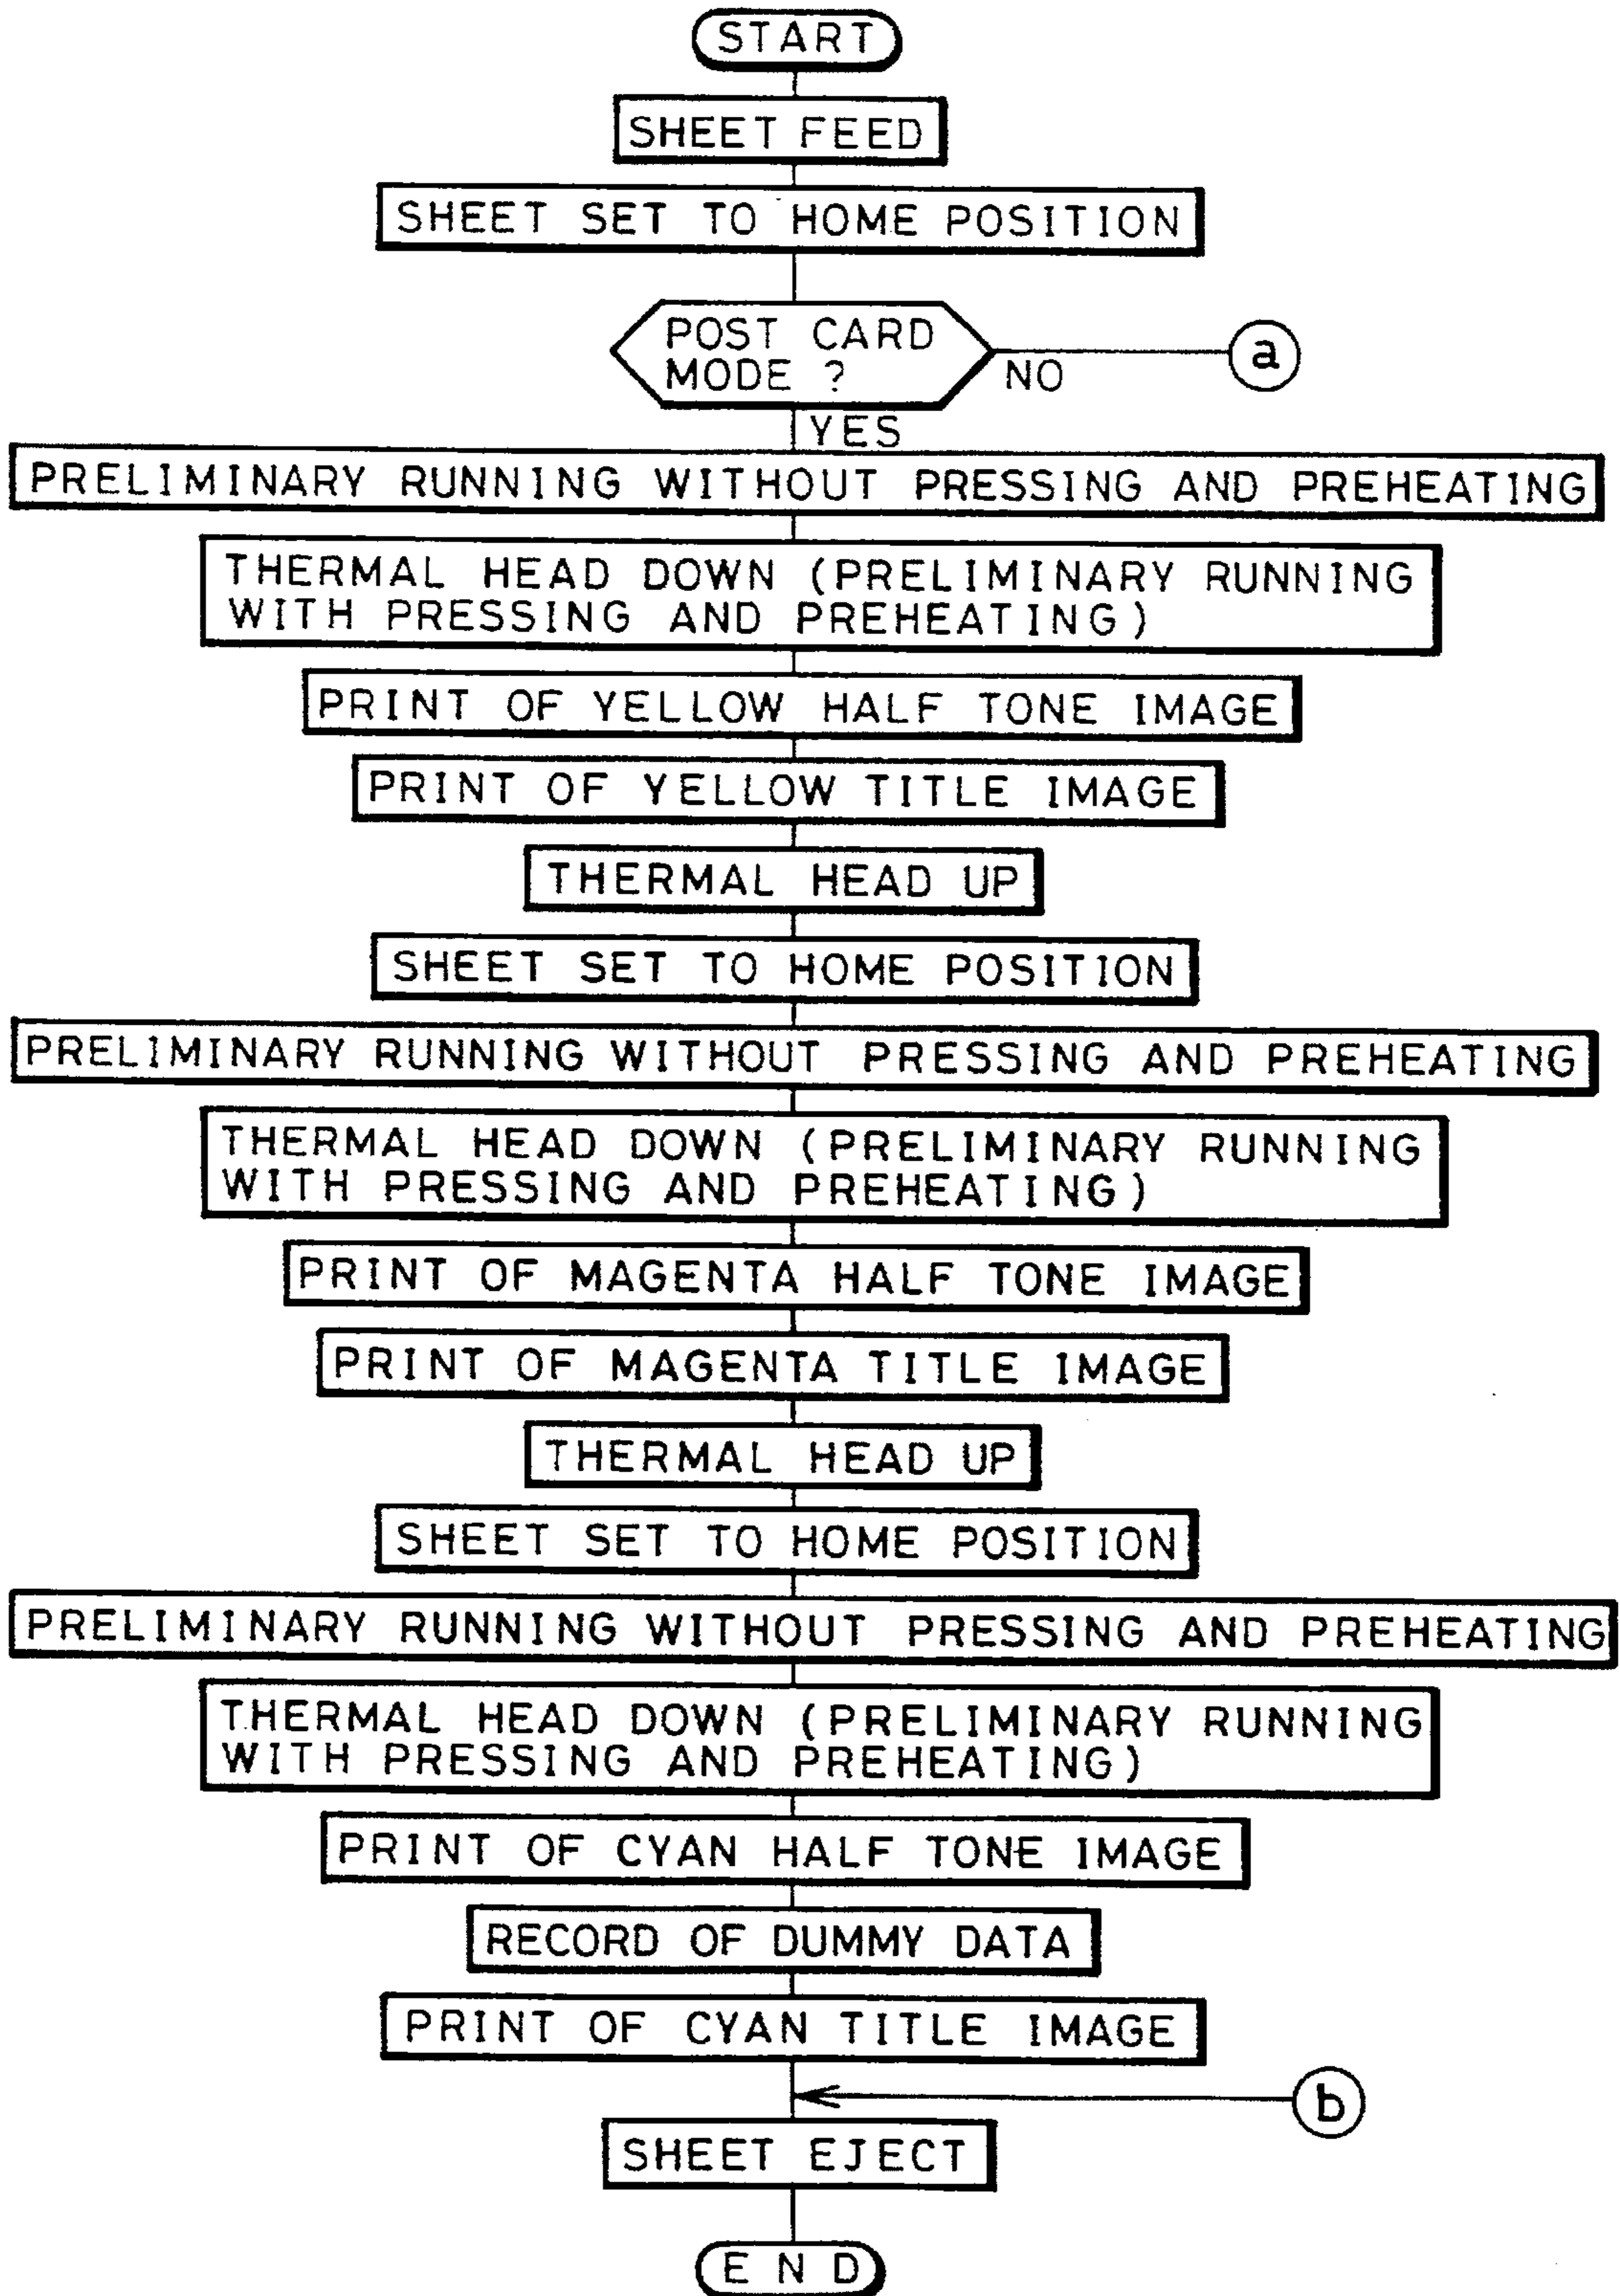 START
SHEET FEED
SHEET SET TO HOME POSITION
POST CARD
MODE ?
NO
a
YES
PRELIMINARY RUNNING WITHOUT PRESSING AND PREHEATING
THERMAL HEAD DOWN (PRELIMINARY RUNNING
WITH PRESSING AND PREHEATING)
PRINT OF YELLOW HALF TONE IMAGE
PRINT OF YELLOW TITLE IMAGE
THERMAL HEAD UP
SHEET SET TO HOME POSITION
PRELIMINARY RUNNING WITHOUT PRESSING AND PREHEATING
THERMAL HEAD DOWN (PRELIMINARY RUNNING
WITH PRESSING AND PREHEATING)
PRINT OF MAGENTA HALF TONE IMAGE
PRINT OF MAGENTA TITLE IMAGE
THERMAL HEAD UP
SHEET SET TO HOME POSITION
PRELIMINARY RUNNING WITHOUT PRESSING AND PREHEATING
THERMAL HEAD DOWN (PRELIMINARY RUNNING
WITH PRESSING AND PREHEATING)
PRINT OF CYAN HALF TONE IMAGE
RECORD OF DUMMY DATA
PRINT OF CYAN TITLE IMAGE
b
SHEET EJECT
END